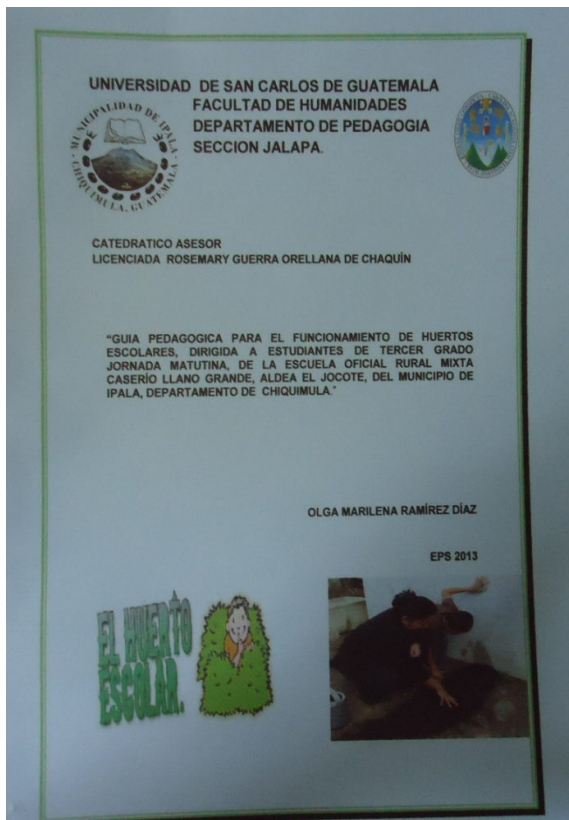 UNIVERSIDAD DE SAN CARLOS DE GUATEMALA
FACULTAD DE HUMANIDADES
DEPARTAMENTO DE PEDAGOGIA
SECCION JALAPA.
MUNICIPALIDAD DE IPALA
CHIQUIMULA, GUATEMALA
CATEDRATICO ASESOR
LICENCIADA ROSEMARY GUERRA ORELLANA DE CHAQUÍN
"GUIA PEDAGOGICA PARA EL FUNCIONAMIENTO DE HUERTOS
ESCOLARES, DIRIGIDA A ESTUDIANTES DE TERCER GRADO
JORNADA MATUTINA, DE LA ESCUELA OFICIAL RURAL MIXTA
CASERÍO LLANO GRANDE, ALDEA EL JOCOTE, DEL MUNICIPIO DE
IPALA, DEPARTAMENTO DE CHIQUIMULA."
OLGA MARILENA RAMÍREZ DÍAZ
EPS 2013
EL HUERTO
ESCOLAR.